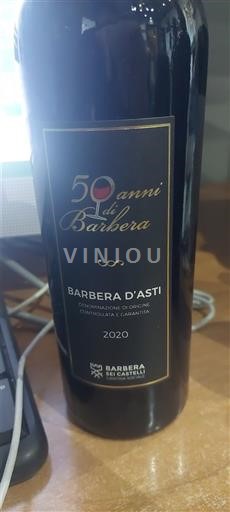 50 anni
di
Barbera
VINIOU
BARBERA D'ASTI
DENOMINAZIONE DI ORIGINE
CONTROLLATA E GARANTITA
2020
BARBERA
SEI CASTELLI